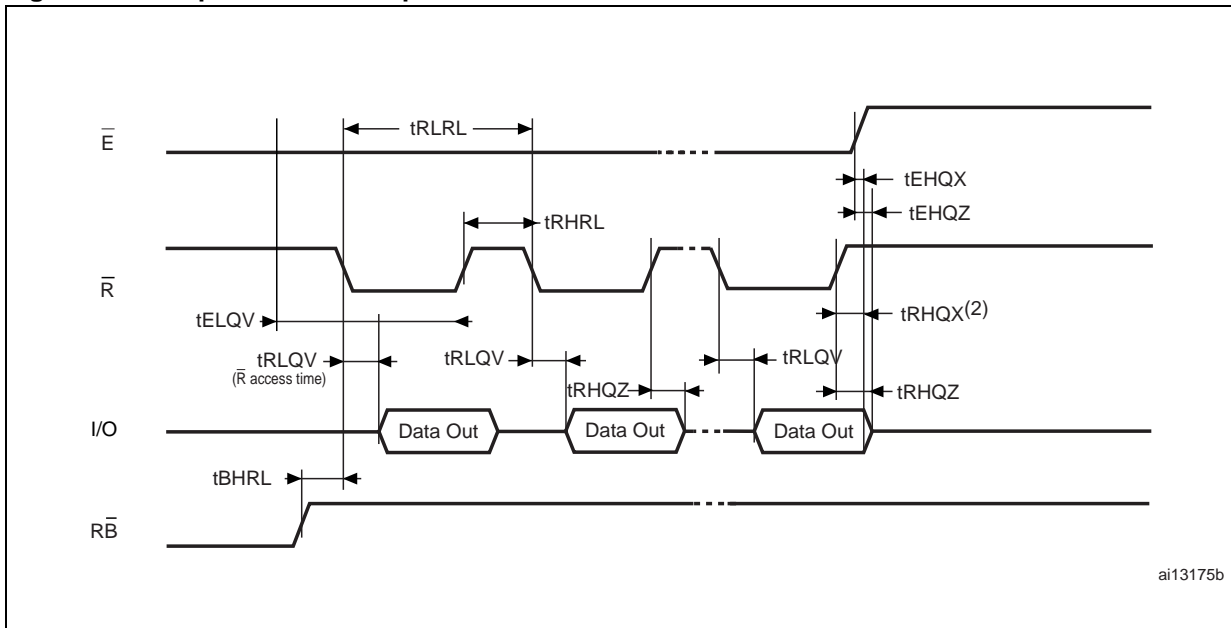 E̅
tRLRL
tEHQX
tEHQZ
tRHRL
R̅
tELQV
tRHQX(2)
tRLQV
(R̅ access time)
tRLQV
tRLQV
tRHQZ
tRHQZ
I/O
Data Out
Data Out
Data Out
tBHRL
RB̅
ai13175b